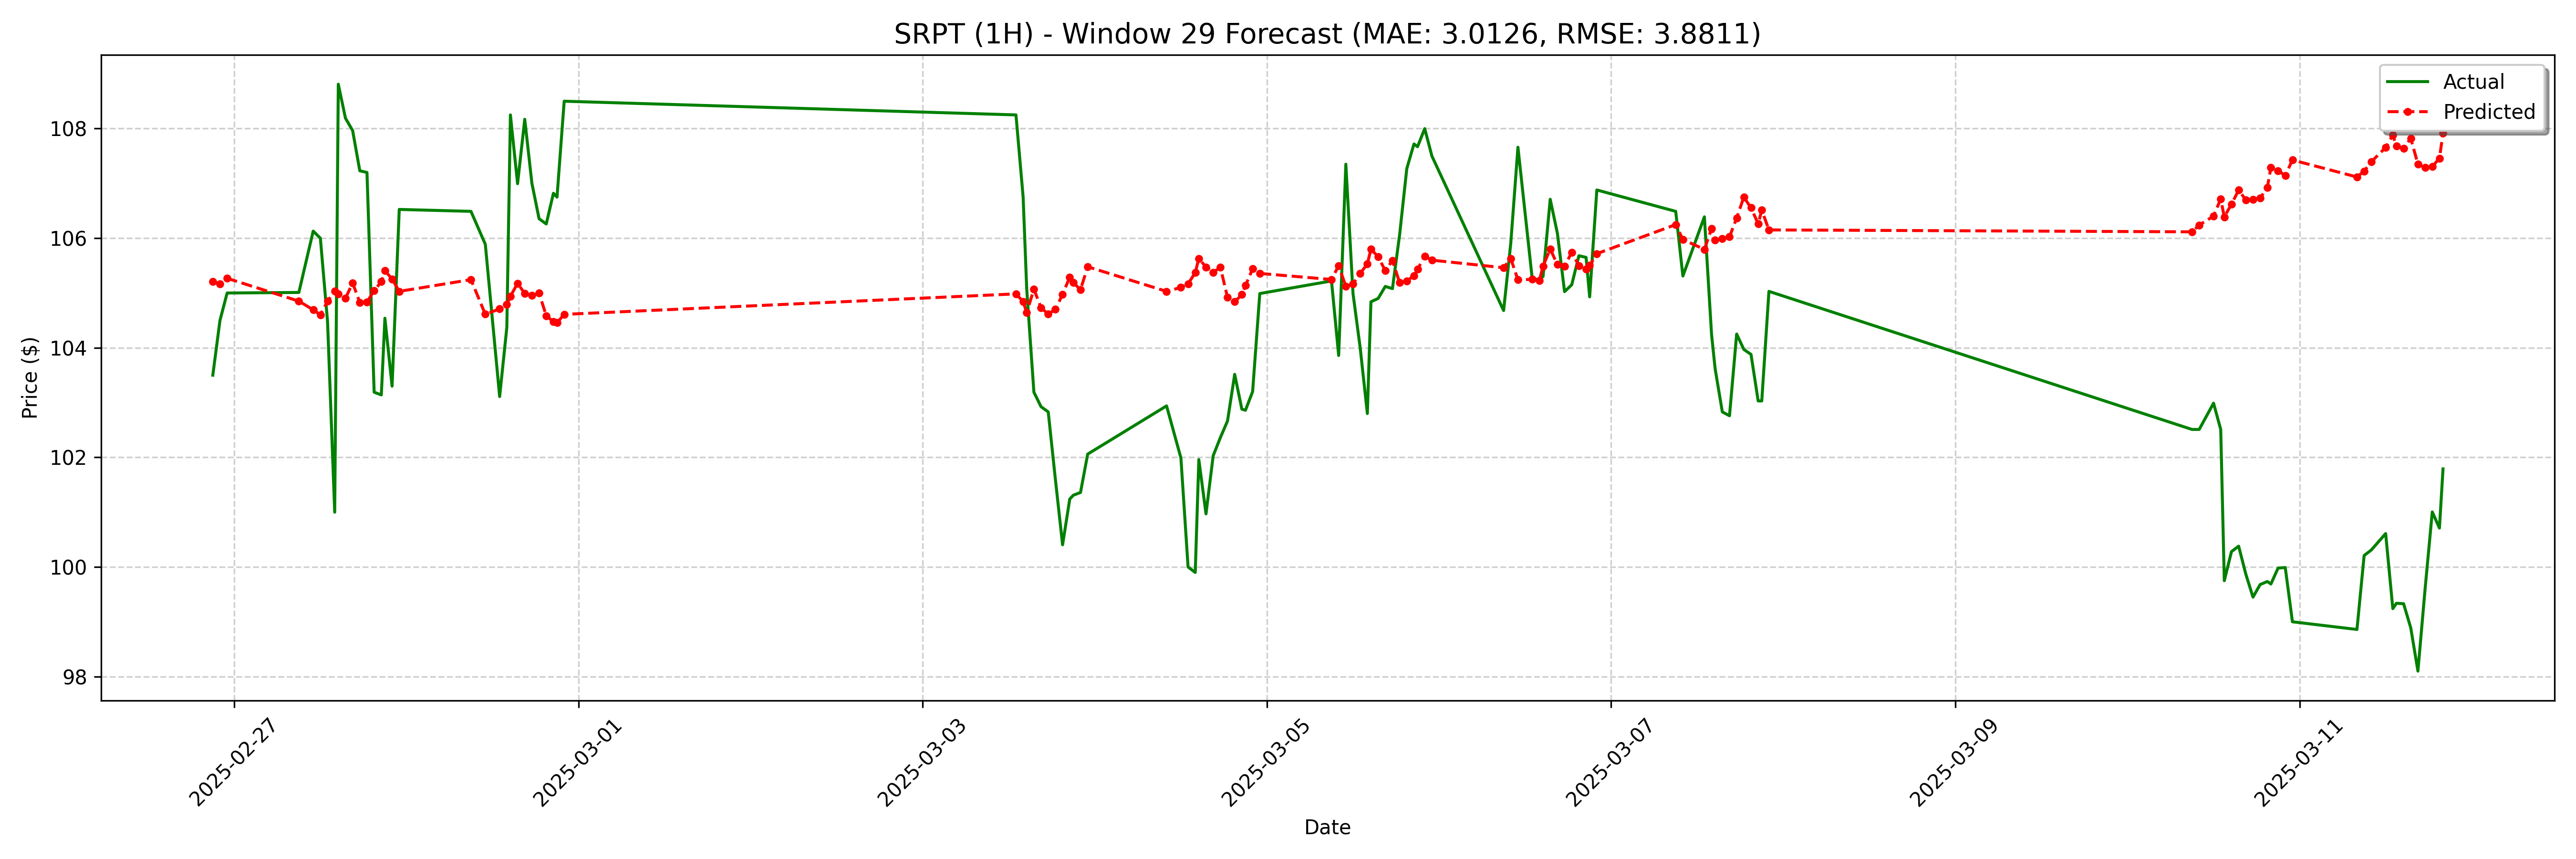 SRPT (1H) - Window 29 Forecast (MAE: 3.0126, RMSE: 3.8811)
Actual
Predicted
Price ($)
108
106
104
102
100
98
2025-02-27
2025-03-01
2025-03-03
2025-03-05
2025-03-07
2025-03-09
2025-03-11
Date